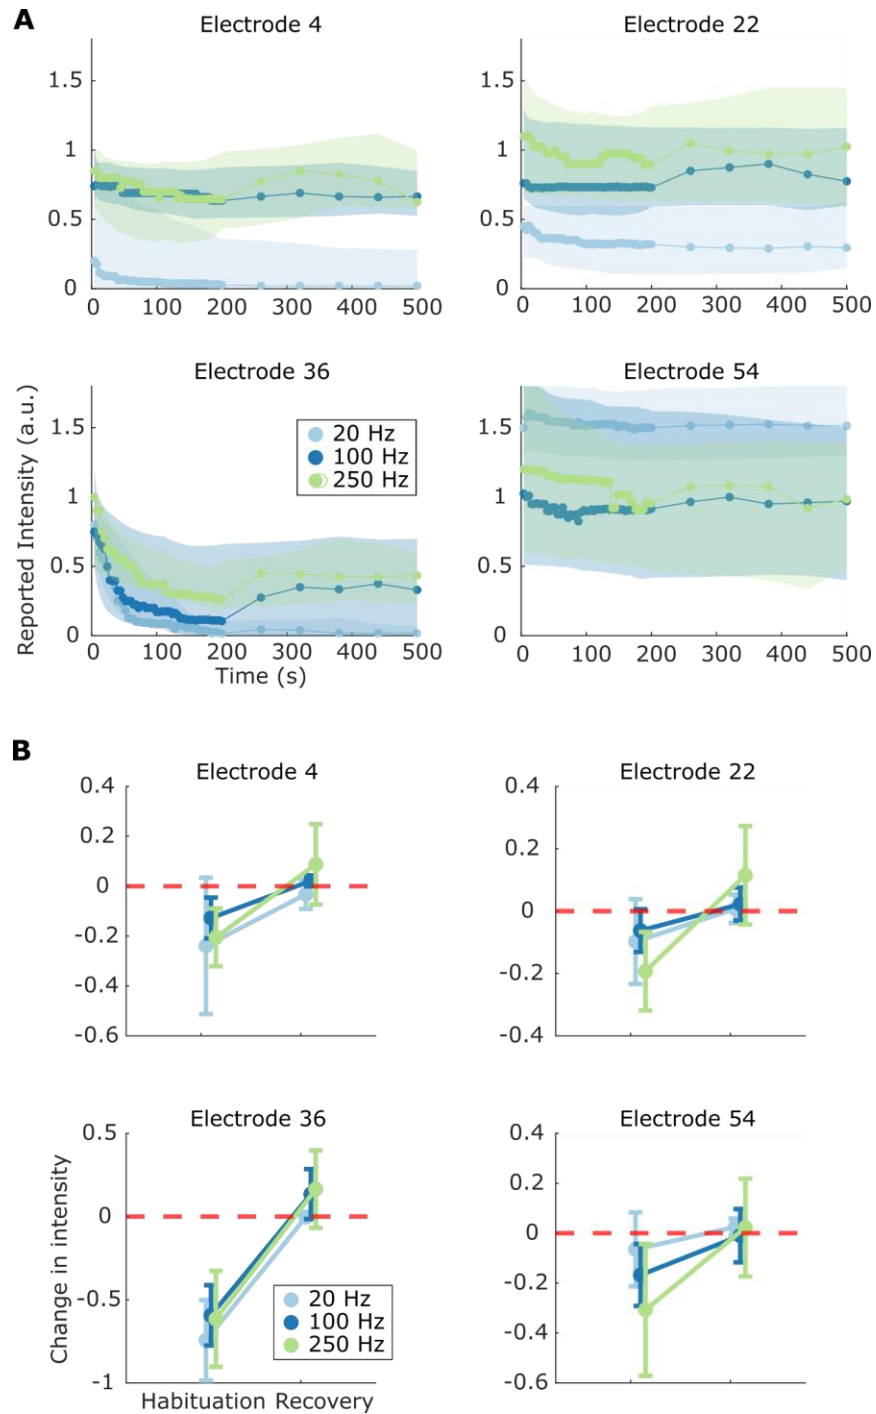 A
Electrode 4
Electrode 22
1.5
1
0.5
0
0 100 200 300 400 500
1.5
1
0.5
0
0 100 200 300 400 500
Electrode 36
Electrode 54
Reported Intensity (a.u.)
1.5
1
0.5
0
20 Hz
100 Hz
250 Hz
0 100 200 300 400 500
Time (s)
1.5
1
0.5
0
0 100 200 300 400 500
B
Electrode 4
Electrode 22
0.4
0.2
0
-0.2
-0.4
-0.6
0.4
0.2
0
-0.2
-0.4
Electrode 36
Electrode 54
Change in intensity
0.5
0
-0.5
-1
20 Hz
100 Hz
250 Hz
Habituation Recovery
0.4
0.2
0
-0.2
-0.4
-0.6